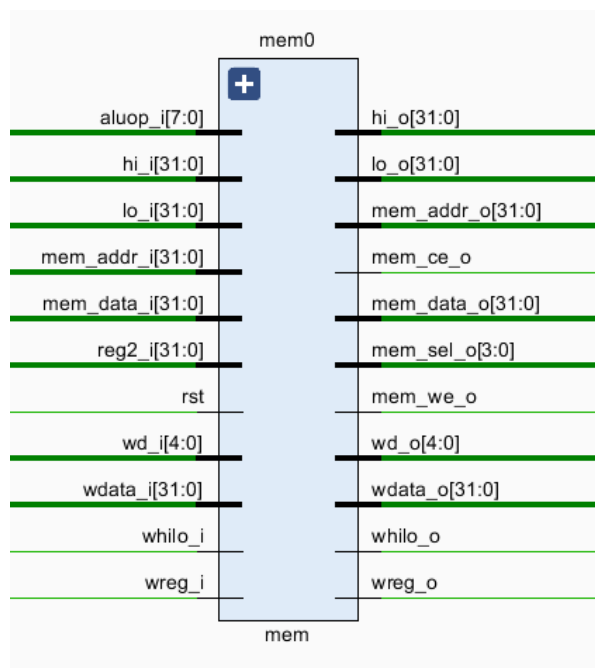 mem0
aluop_i[7:0]
hi_i[31:0]
lo_i[31:0]
mem_addr_i[31:0]
mem_data_i[31:0]
reg2_i[31:0]
rst
wd_i[4:0]
wdata_i[31:0]
whilo_i
wreg_i
hi_o[31:0]
lo_o[31:0]
mem_addr_o[31:0]
mem_ce_o
mem_data_o[31:0]
mem_sel_o[3:0]
mem_we_o
wd_o[4:0]
wdata_o[31:0]
whilo_o
wreg_o
mem